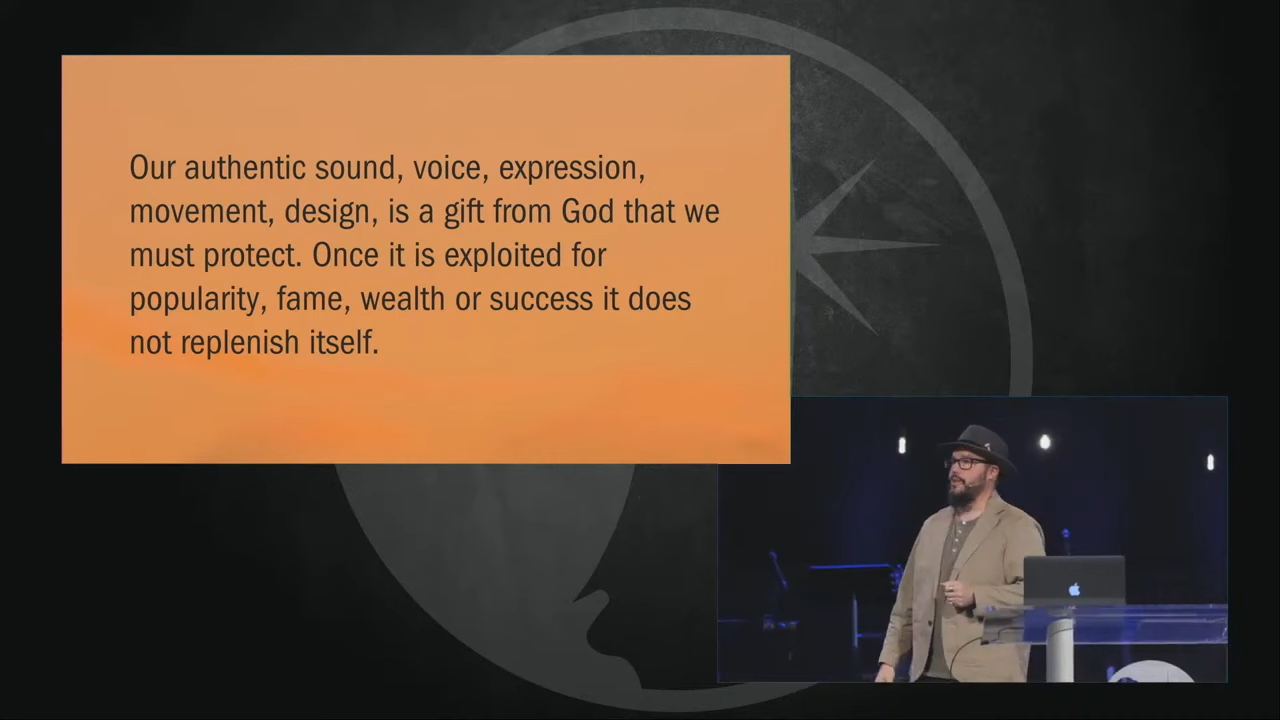 Our authentic sound, voice, expression,
movement, design, is a gift from God that we
must protect. Once it is exploited for
popularity, fame, wealth or success it does
not replenish itself.